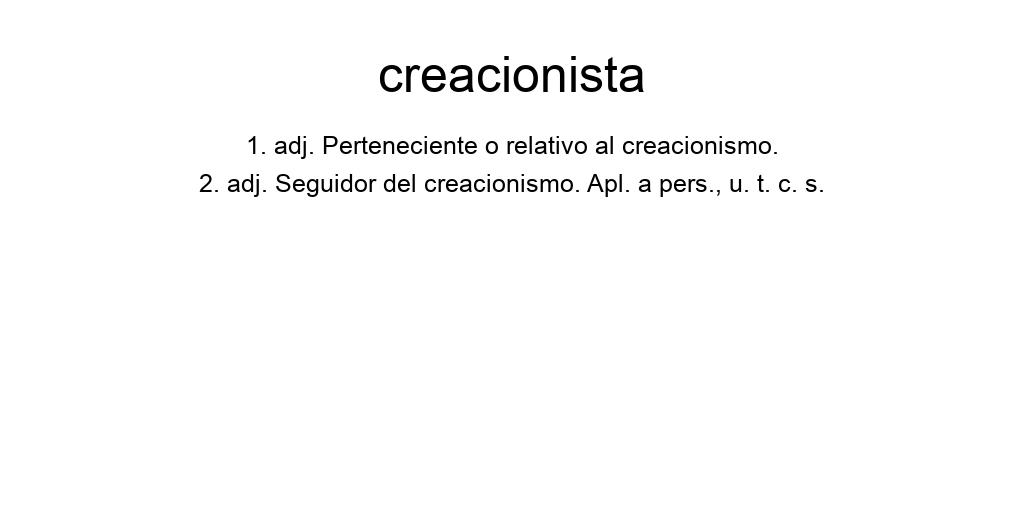 creacionista
1. adj. Perteneciente o relativo al creacionismo.
2. adj. Seguidor del creacionismo. Apl. a pers., u. t. c. s.